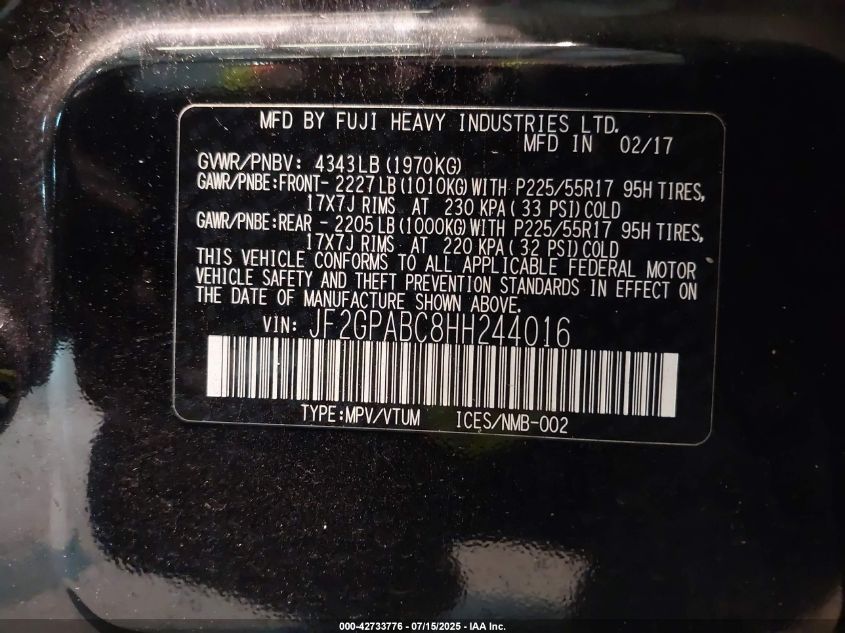 MFD BY FUJI HEAVY INDUSTRIES LTD.
MFD IN 02/17
GVWR/PNBV: 4343LB (1970KG)
GAWR/PNBE:FRONT- 2227LB (1010KG) WITH P225/55R17 95H TIRES,
17X7J RIMS AT 230 KPA( 33 PSI) COLD
GAWR/PNBE:REAR - 2205LB (1000KG) WITH P225/55R17 95H TIRES,
17X7J RIMS AT 220 KPA( 32 PSI) COLD
THIS VEHICLE CONFORMS TO ALL APPLICABLE FEDERAL MOTOR
VEHICLE SAFETY AND THEFT PREVENTION STANDARDS IN EFFECT ON
THE DATE OF MANUFACTURE SHOWN ABOVE.
VIN: JF2GPABC8HH244016
TYPE:MPV/VTUM ICES/NMB-002
000-42733776 - 07/15/2025 - IAA Inc.